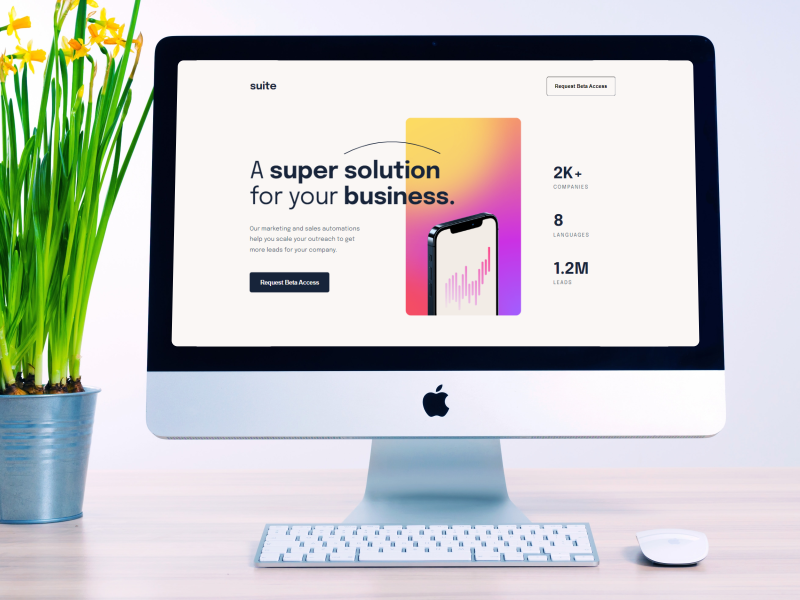 suite
Request Beta Access
A super solution
for your business.
Our marketing and sales automations
help you scale your outreach to get
more leads for your company.
Request Beta Access
2K+
COMPANIES
8
LANGUAGES
1.2M
LEADS